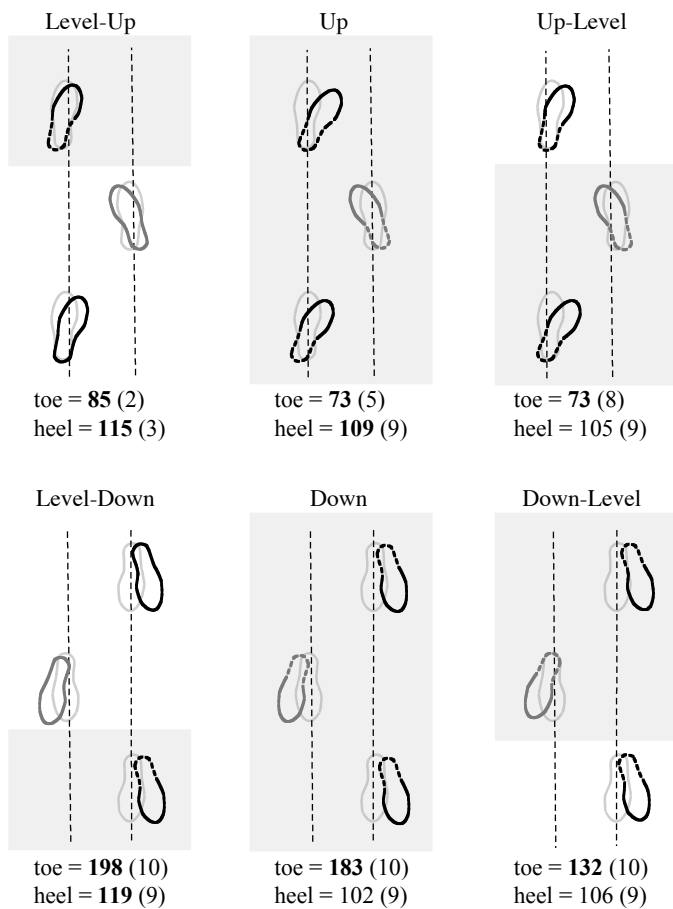 Level-Up
Up
Up-Level
toe = 85 (2)
heel = 115 (3)
toe = 73 (5)
heel = 109 (9)
toe = 73 (8)
heel = 105 (9)
Level-Down
Down
Down-Level
toe = 198 (10)
heel = 119 (9)
toe = 183 (10)
heel = 102 (9)
toe = 132 (10)
heel = 106 (9)